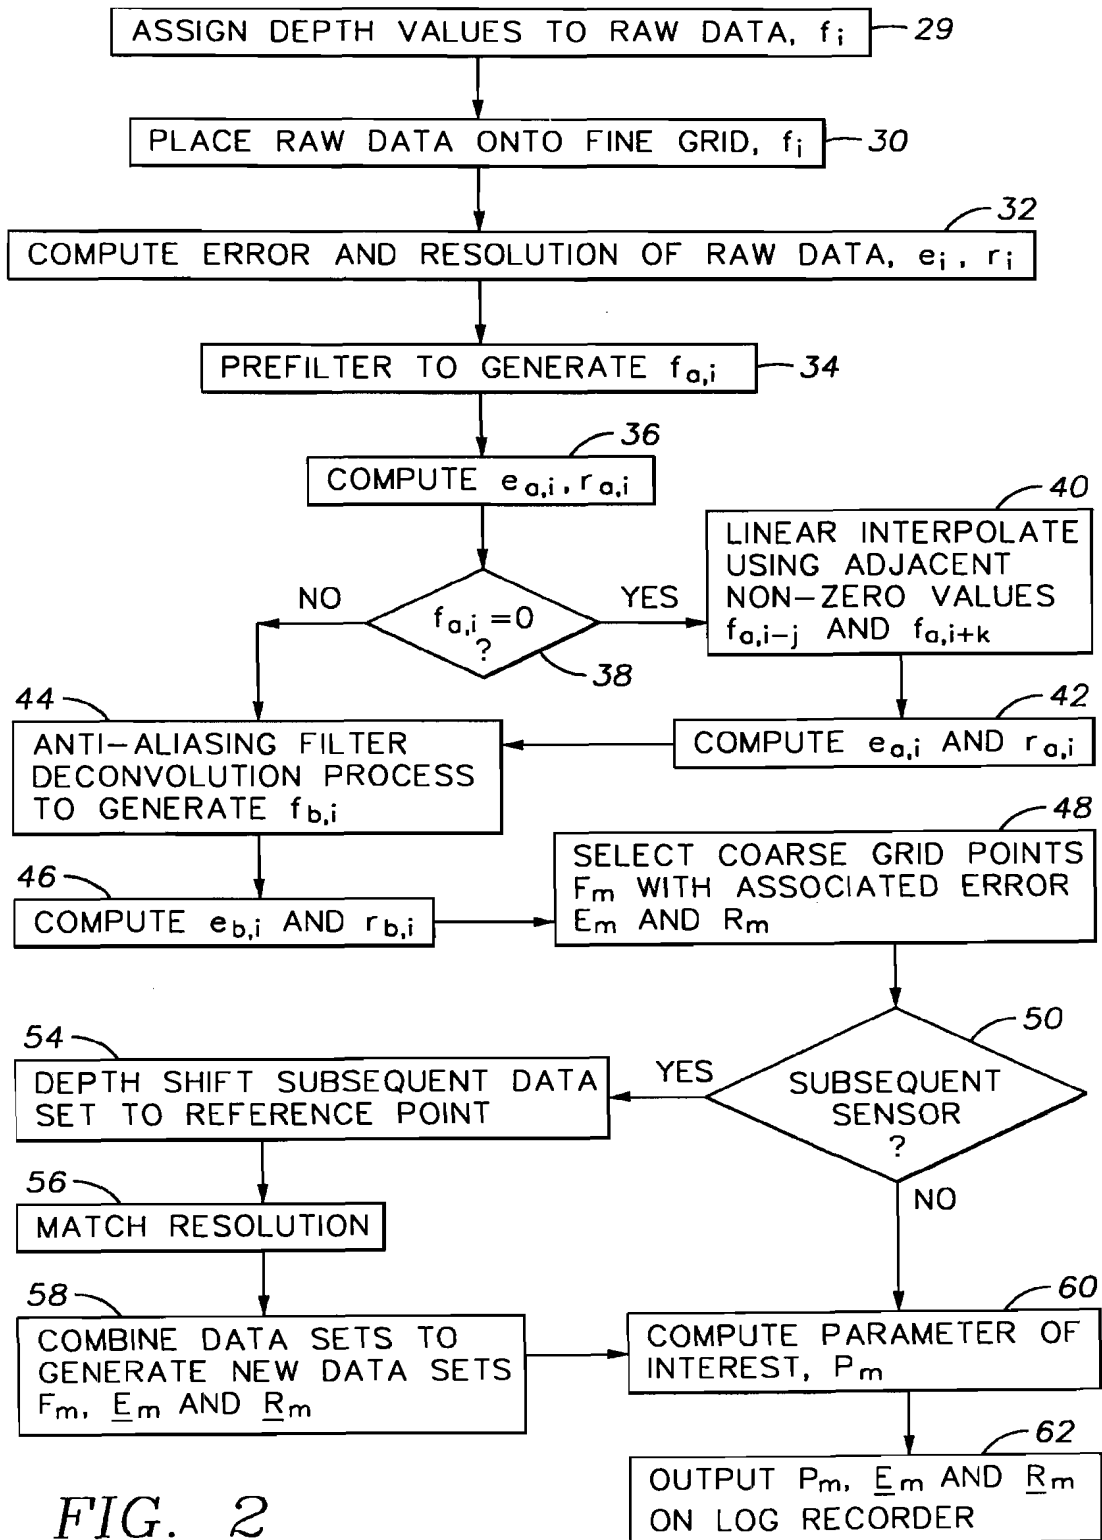 ASSIGN DEPTH VALUES TO RAW DATA, fi
29
PLACE RAW DATA ONTO FINE GRID, fi
30
32
COMPUTE ERROR AND RESOLUTION OF RAW DATA, ei, ri
PREFILTER TO GENERATE fa,i
34
36
COMPUTE ea,i, ra,i
NO
fa,i=0
?
YES
38
40
LINEAR INTERPOLATE
USING ADJACENT
NON-ZERO VALUES
fa,i-j AND fa,i+k
42
COMPUTE ea,i AND ra,i
44
ANTI-ALIASING FILTER
DECONVOLUTION PROCESS
TO GENERATE fb,i
46
COMPUTE eb,i AND rb,i
48
SELECT COARSE GRID POINTS
Fm WITH ASSOCIATED ERROR
Em AND Rm
50
SUBSEQUENT
SENSOR
?
YES
NO
54
DEPTH SHIFT SUBSEQUENT DATA
SET TO REFERENCE POINT
56
MATCH RESOLUTION
58
COMBINE DATA SETS TO
GENERATE NEW DATA SETS
Fm, Em AND Rm
60
COMPUTE PARAMETER OF
INTEREST, Pm
62
OUTPUT Pm, Em AND Rm
ON LOG RECORDER
FIG. 2